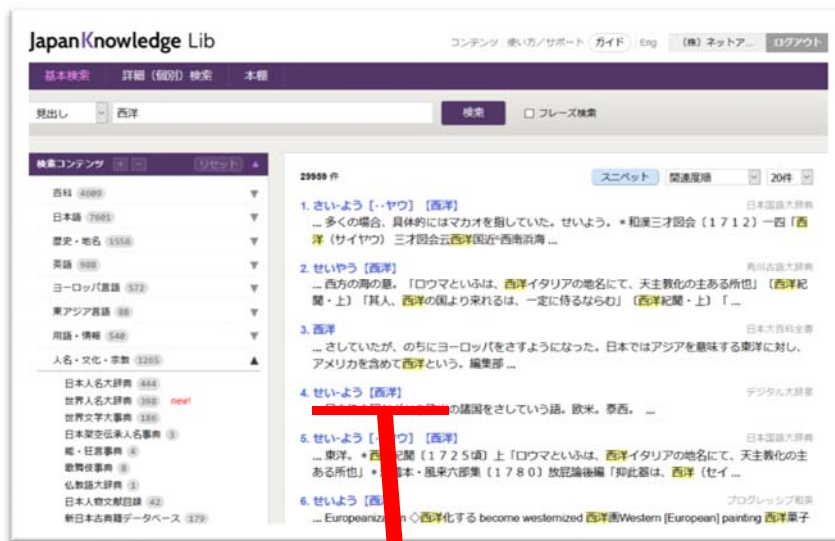 JapanKnowledge Lib
コンテンツ 使い方/サポート ガイド Eng (株) ネットア... ログアウト
基本検索 詳細(個別)検索 本棚
見出し 西洋 検索 フレーズ検索
検索コンテンツ + - リセット ▲
百科 4609 ▼
日本語 7601 ▼
歴史・地名 1556 ▼
英語 988 ▼
ヨーロッパ言語 572 ▼
東アジア言語 88 ▼
用語・情報 540 ▼
人名・文化・宗教 1265 ▲
日本人名大辞典 444
世界人名大辞典 398 new!
世界文学大事典 186
日本架空伝承人名事典 3
能・狂言事典 4
歌舞伎事典 8
仏教語大辞典 1
日本人物文献目録 42
新日本古典籍データベース 179
29959 件 スニペット 関連度順 20件
1. さい‐よう [‥ヤウ] 【西洋】 日本国語大辞典
... 多くの場合、具体的にはマカオを指していた。せいよう。*和漢三才図会〔1712〕一四「西
洋(サイヤウ) 三才図会云西洋国近西南浜海 ...
2. せいやう【西洋】 角川古語大辞典
... 西方の海の意。「ロウマといふは、西洋イタリアの地名にて、天主教化の主ある所也」〔西洋紀
聞・上〕「其人、西洋の国より来れるは、一定に侍るならむ」〔西洋紀聞・上〕「 ...
3. 西洋 日本大百科全書
... さしていたが、のちにヨーロッパをさすようになった。日本ではアジアを意味する東洋に対し、
アメリカを含めて西洋という。編集部 ...
4. せい‐よう【西洋】 デジタル大辞泉
の諸国をさしていう語。欧米。泰西。 ...
5. せい‐よう [ 日本国語大辞典
... 東洋。*西 紀聞〔1725頃〕上「ロウマといふは、西洋イタリアの地名にて、天主教化の主
ある所也」* 本・風来六部集〔1780〕放屁論後編「抑此器は、西洋(セイ ...
6. せいよう【西 プログレッシブ和英
... Europeanization ◇西洋化する become westernized 西洋画Western [European] painting 西洋菓子